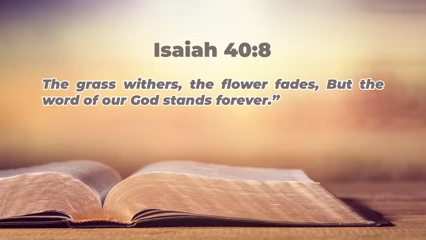 Isaiah 40:8
The grass withers, the flower fades, But the
word of our God stands forever.”